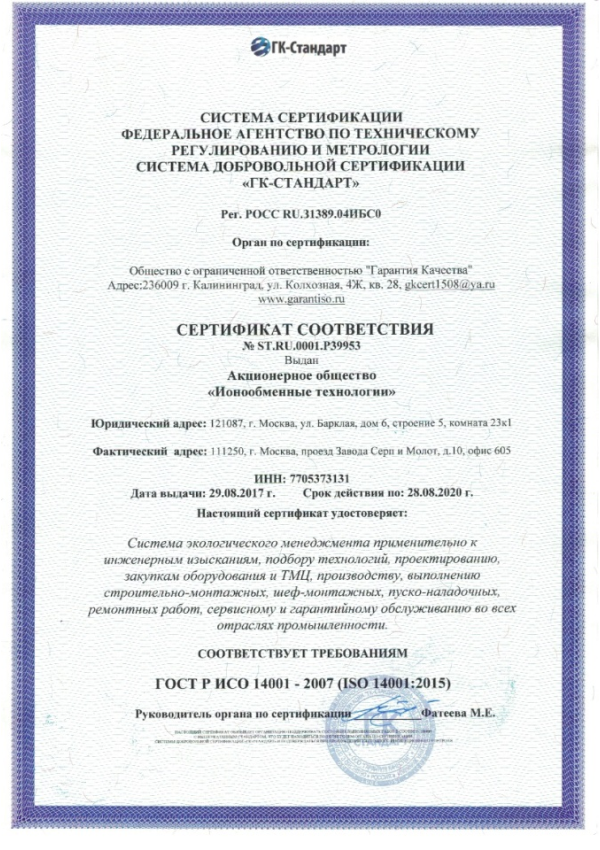 ГК-Стандарт
СИСТЕМА СЕРТИФИКАЦИИ
ФЕДЕРАЛЬНОЕ АГЕНТСТВО ПО ТЕХНИЧЕСКОМУ
РЕГУЛИРОВАНИЮ И МЕТРОЛОГИИ
СИСТЕМА ДОБРОВОЛЬНОЙ СЕРТИФИКАЦИИ
«ГК-СТАНДАРТ»
Рег. РОСС RU.31389.04ИБС0
Орган по сертификации:
Общество с ограниченной ответственностью "Гарантия Качества"
Адрес:236009 г. Калининград, ул. Колхозная, 4Ж, кв. 28, gkcert1508@ya.ru
www.garantiso.ru
СЕРТИФИКАТ СООТВЕТСТВИЯ
№ ST.RU.0001.P39953
Выдан
Акционерное общество
«Ионообменные технологии»
Юридический адрес: 121087, г. Москва, ул. Барклая, дом 6, строение 5, комната 23к1
Фактический адрес: 111250, г. Москва, проезд Завода Серп и Молот, д.10, офис 605
ИНН: 7705373131
Дата выдачи: 29.08.2017 г. Срок действия по: 28.08.2020 г.
Настоящий сертификат удостоверяет:
Система экологического менеджмента применительно к
инженерным изысканиям, подбору технологий, проектированию,
закупкам оборудования и ТМЦ, производству, выполнению
строительно-монтажных, шеф-монтажных, пуско-наладочных,
ремонтных работ, сервисному и гарантийному обслуживанию во всех
отраслях промышленности.
СООТВЕТСТВУЕТ ТРЕБОВАНИЯМ
ГОСТ Р ИСО 14001 - 2007 (ISO 14001:2015)
Руководитель органа по сертификации Фатеева М.Е.